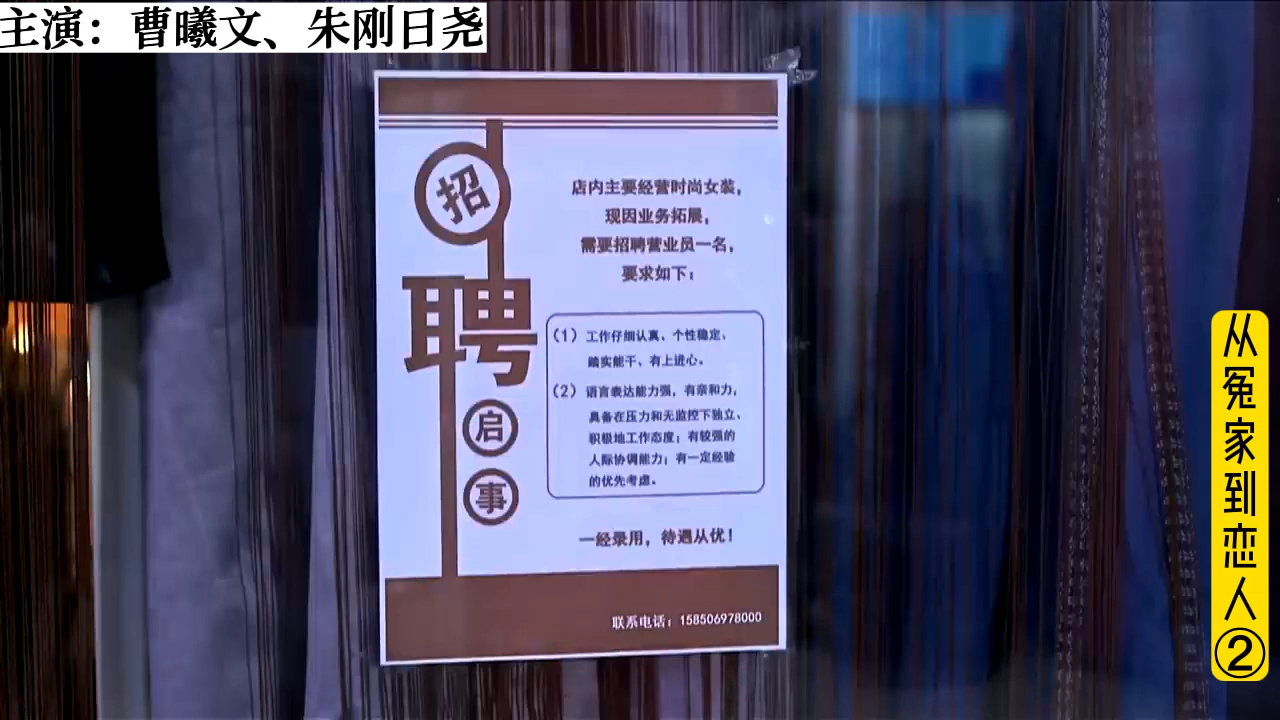 主演：曹曦文、朱刚日尧
招
聘
启
事
店内主要经营时尚女装，
现因业务拓展，
需要招聘营业员一名，
要求如下：
（1）工作仔细认真、个性稳定、
踏实能干、有上进心。
（2）语言表达能力强，有亲和力，
具备在压力和无监控下独立、
积极地工作态度；有较强的
人际协调能力；有一定经验
的优先考虑。
一经录用，待遇从优！
联系电话：158506978000
从冤家到恋人②